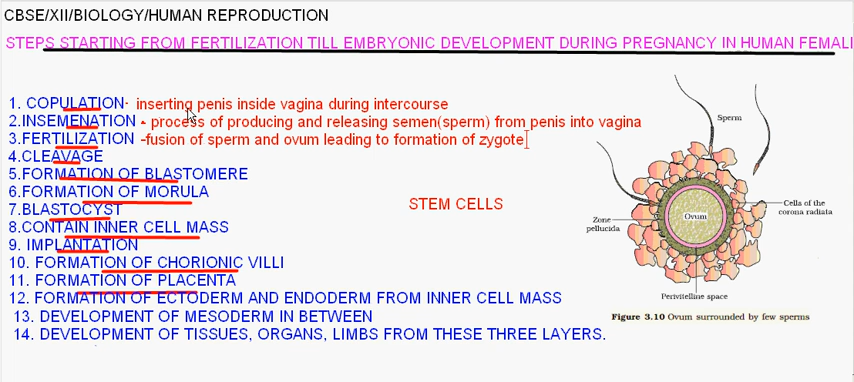 CBSE/XII/BIOLOGY/HUMAN REPRODUCTION
STEPS STARTING FROM FERTILIZATION TILL EMBRYONIC DEVELOPMENT DURING PREGNANCY IN HUMAN FEMAL
1. COPULATION- inserting penis inside vagina during intercourse
2.INSEMENATION - process of producing and releasing semen(sperm) from penis into vagina
3.FERTILIZATION -fusion of sperm and ovum leading to formation of zygote
4.CLEAVAGE
5.FORMATION OF BLASTOMERE
6.FORMATION OF MORULA
7.BLASTOCYST
STEM CELLS
8.CONTAIN INNER CELL MASS
9. IMPLANTATION
10. FORMATION OF CHORIONIC VILLI
11. FORMATION OF PLACENTA
12. FORMATION OF ECTODERM AND ENDODERM FROM INNER CELL MASS
13. DEVELOPMENT OF MESODERM IN BETWEEN
14. DEVELOPMENT OF TISSUES, ORGANS, LIMBS FROM THESE THREE LAYERS.
Sperm
Zona
pellucida
Ovum
Cells of the
corona radiata
Perivitelline space
Figure 3.10 Ovum surrounded by few sperms